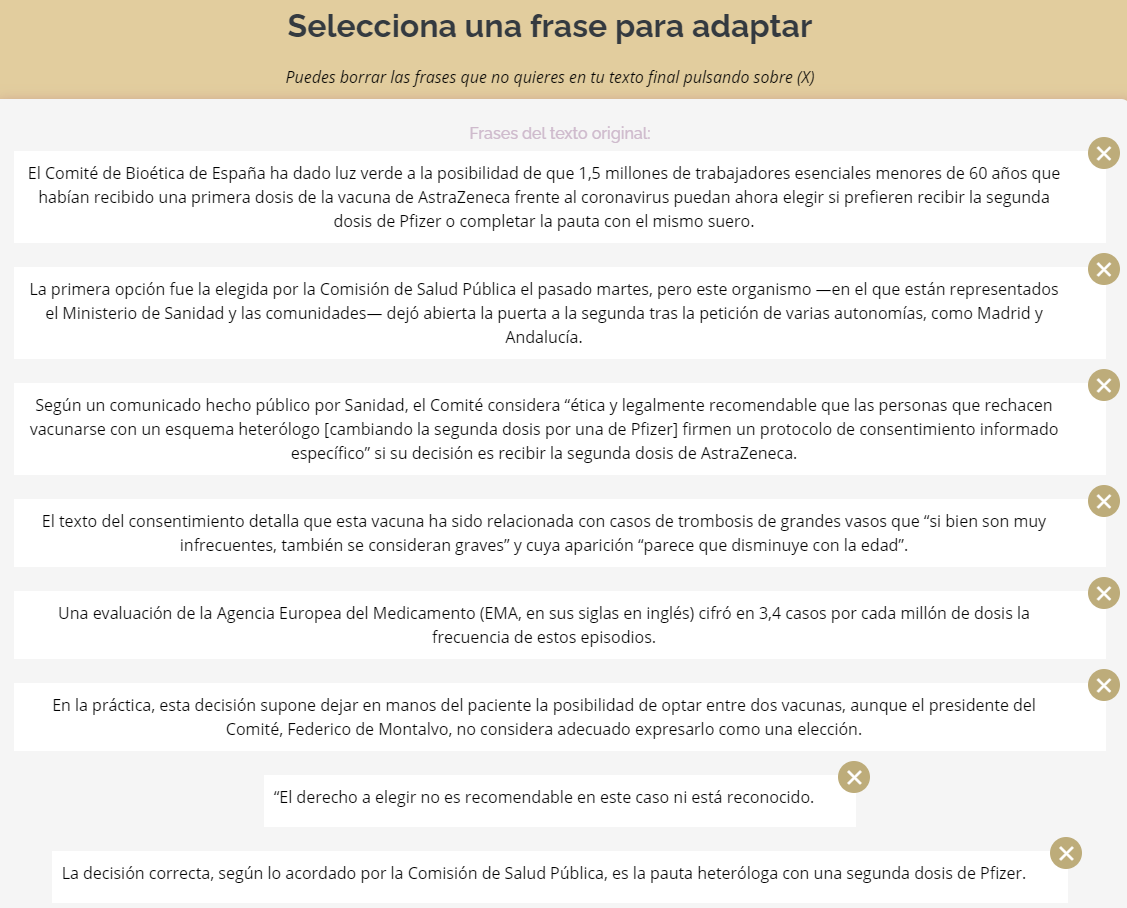 Selecciona una frase para adaptar
Puedes borrar las frases que no quieres en tu texto final pulsando sobre (X)
Frases del texto original:
El Comité de Bioética de España ha dado luz verde a la posibilidad de que 1,5 millones de trabajadores esenciales menores de 60 años que
habían recibido una primera dosis de la vacuna de AstraZeneca frente al coronavirus puedan ahora elegir si prefieren recibir la segunda
dosis de Pfizer o completar la pauta con el mismo suero.
La primera opción fue la elegida por la Comisión de Salud Pública el pasado martes, pero este organismo —en el que están representados
el Ministerio de Sanidad y las comunidades— dejó abierta la puerta a la segunda tras la petición de varias autonomías, como Madrid y
Andalucía.
Según un comunicado hecho público por Sanidad, el Comité considera “ética y legalmente recomendable que las personas que rechacen
vacunarse con un esquema heterólogo [cambiando la segunda dosis por una de Pfizer] firmen un protocolo de consentimiento informado
específico” si su decisión es recibir la segunda dosis de AstraZeneca.
El texto del consentimiento detalla que esta vacuna ha sido relacionada con casos de trombosis de grandes vasos que “si bien son muy
infrecuentes, también se consideran graves” y cuya aparición “parece que disminuye con la edad”.
Una evaluación de la Agencia Europea del Medicamento (EMA, en sus siglas en inglés) cifró en 3,4 casos por cada millón de dosis la
frecuencia de estos episodios.
En la práctica, esta decisión supone dejar en manos del paciente la posibilidad de optar entre dos vacunas, aunque el presidente del
Comité, Federico de Montalvo, no considera adecuado expresarlo como una elección.
“El derecho a elegir no es recomendable en este caso ni está reconocido.
La decisión correcta, según lo acordado por la Comisión de Salud Pública, es la pauta heteróloga con una segunda dosis de Pfizer.